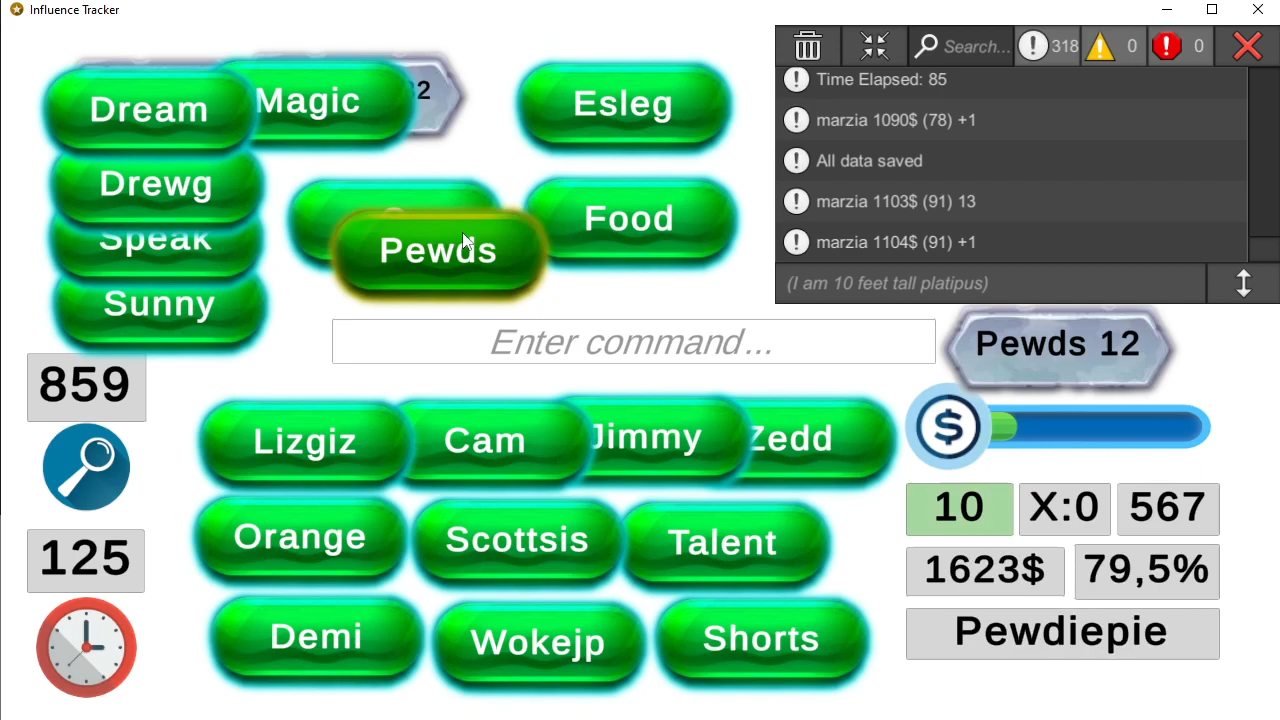 Influence Tracker
Dream
Magic
2
Esleg
Search...
318
0
0
Time Elapsed: 85
marzia 1090$ (78) +1
All data saved
marzia 1103$ (91) 13
marzia 1104$ (91) +1
(I am 10 feet tall platipus)
Drewg
Speak
Sunny
Pewds
Food
Enter command...
Pewds 12
859
125
Lizgiz
Cam
Jimmy
Zedd
Orange
Scottsis
Talent
Demi
Wokejp
Shorts
$
10
X:0
567
1623$
79,5%
Pewdiepie